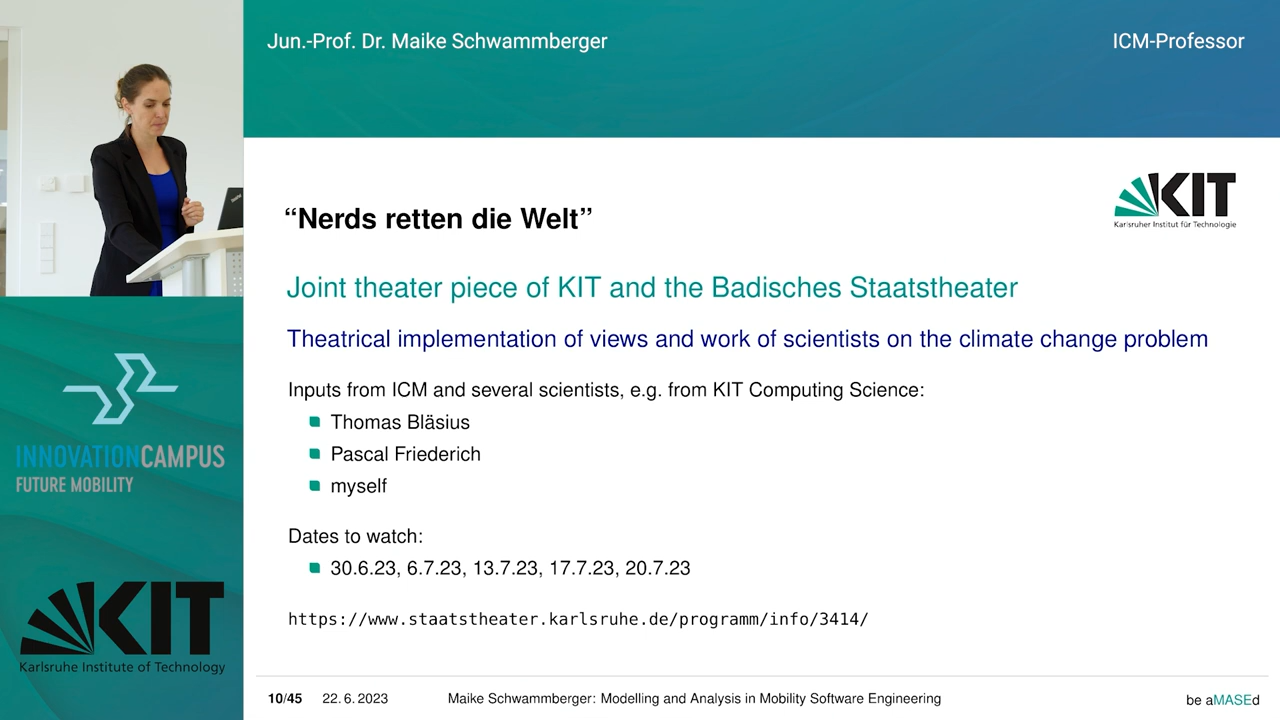 Jun.-Prof. Dr. Maike Schwammberger
ICM-Professor
KIT
Karlsruher Institut für Technologie
“Nerds retten die Welt”
Joint theater piece of KIT and the Badisches Staatstheater
Theatrical implementation of views and work of scientists on the climate change problem
Inputs from ICM and several scientists, e.g. from KIT Computing Science:
Thomas Bläsius
Pascal Friederich
myself
Dates to watch:
30.6.23, 6.7.23, 13.7.23, 17.7.23, 20.7.23
https://www.staatstheater.karlsruhe.de/programm/info/3414/
INNOVATIONCAMPUS
FUTURE MOBILITY
KIT
Karlsruhe Institute of Technology
10/45 22. 6. 2023 Maike Schwammberger: Modelling and Analysis in Mobility Software Engineering be aMASEd